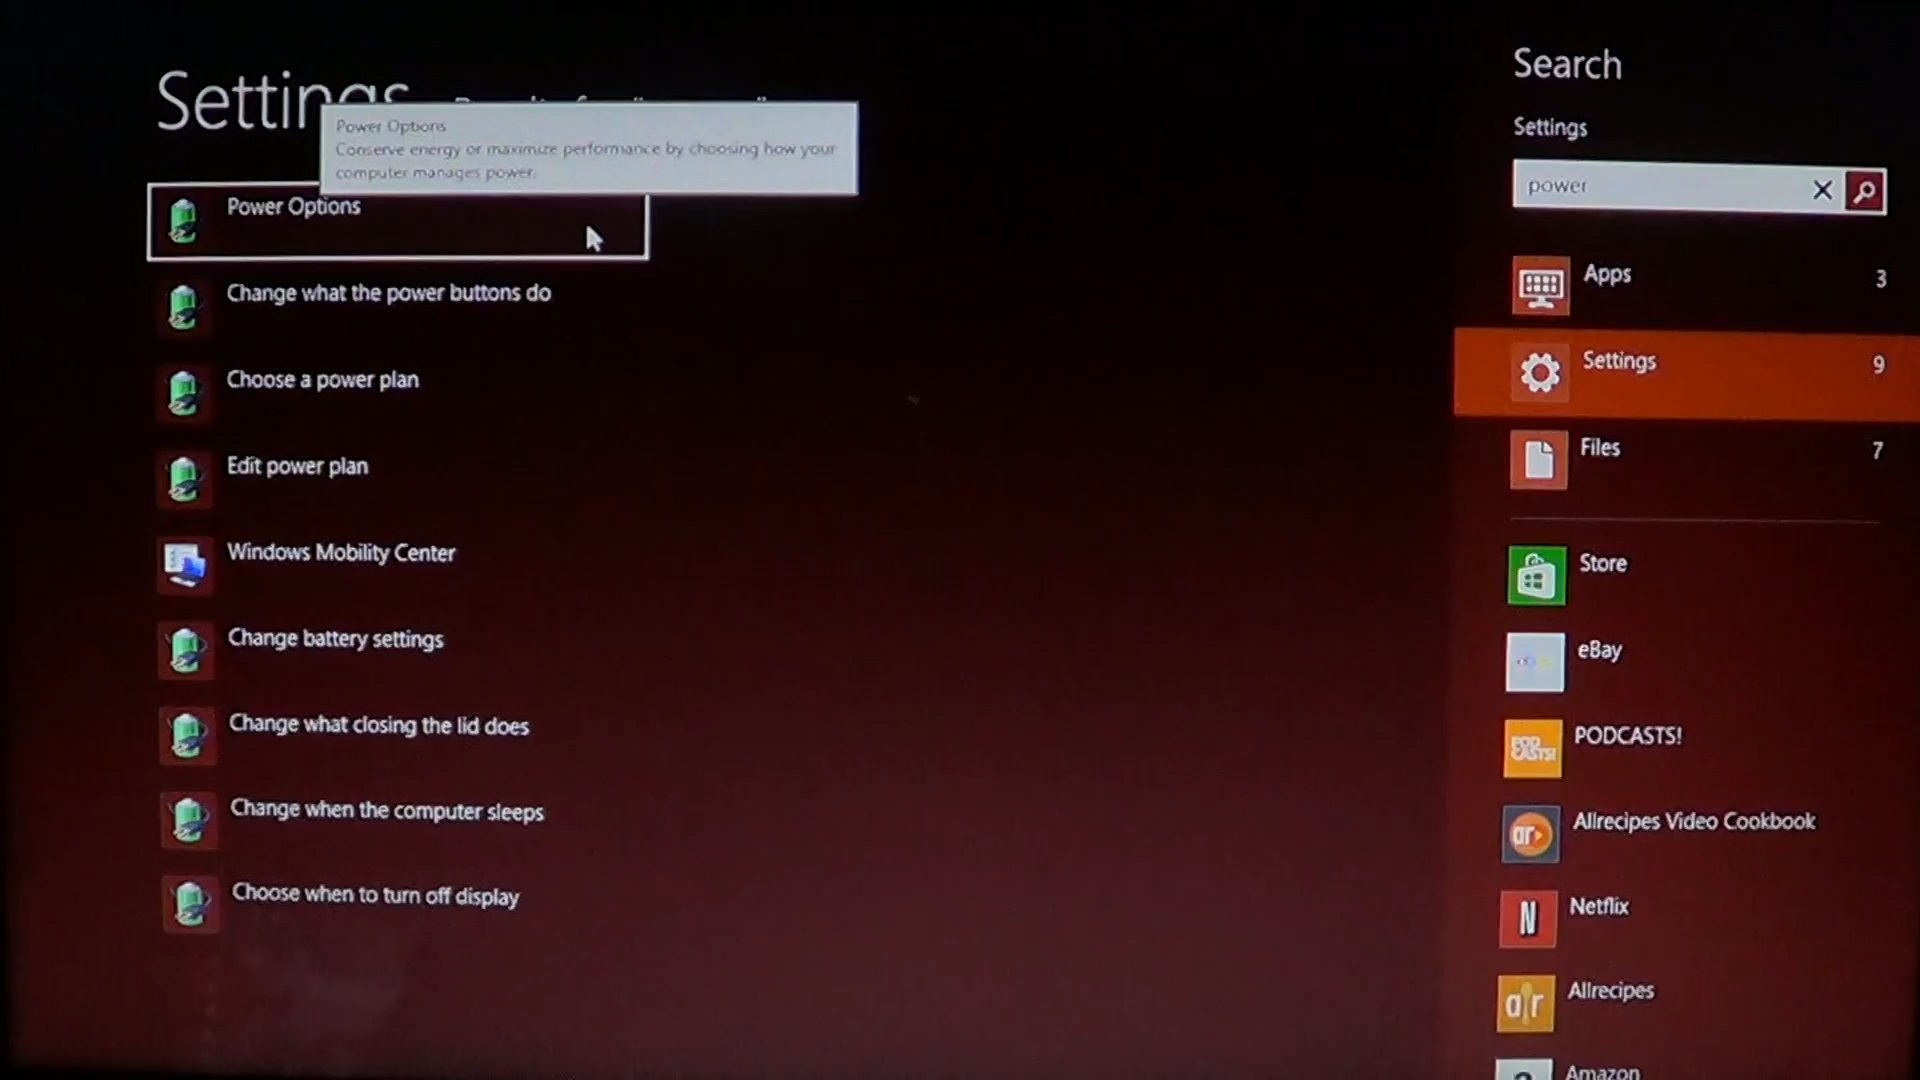 Settings
Power Options
Conserve energy or maximize performance by choosing how your
computer manages power.
Power Options
Change what the power buttons do
Choose a power plan
Edit power plan
Windows Mobility Center
Change battery settings
Change what closing the lid does
Change when the computer sleeps
Choose when to turn off display
Search
Settings
power
Apps 3
Settings 9
Files 7
Store
eBay
PODCASTS!
Allrecipes Video Cookbook
Netflix
Allrecipes
Amazon